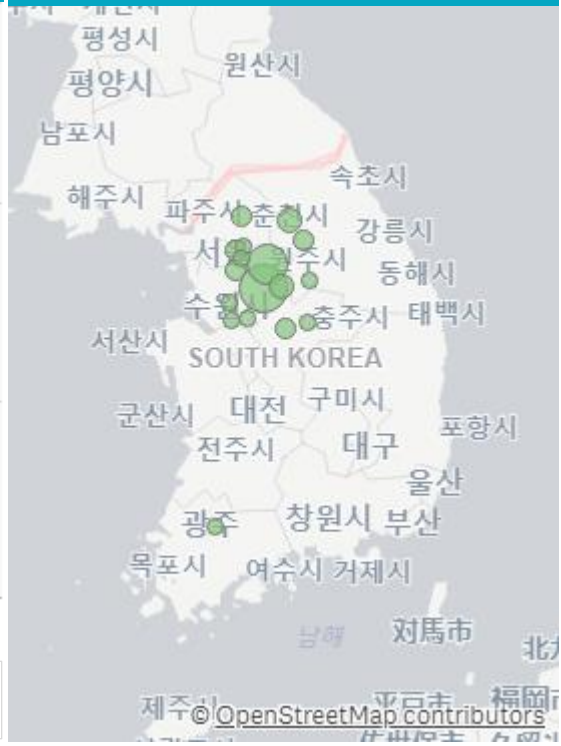 평성시
원산시
평양시
남포시
해주시
속초시
파주시
춘천시
강릉시
서울
원주시
동해시
수원시
충주시
태백시
서산시
SOUTH KOREA
군산시
대전
구미시
포항시
전주시
대구
울산
광주
창원시
부산
목포시
여수시
거제시
남해
対馬市
© OpenStreetMap contributors